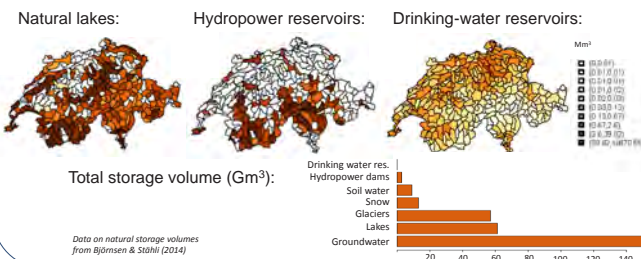 Natural lakes:
Hydropower reservoirs:
Drinking-water reservoirs:
Mm³
Total storage volume (Gm³):
Drinking water res.
Hydropower dams
Soil water
Snow
Glaciers
Lakes
Groundwater
20 40 60 80 100 120 140
Data on natural storage volumes
from Björnsen & Stähli (2014)